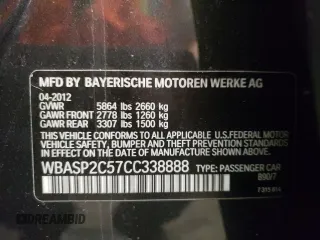 MFD BY BAYERISCHE MOTOREN WERKE AG
04-2012
GVWR 5864 lbs 2660 kg
GAWR FRONT 2778 lbs 1260 kg
GAWR REAR 3307 lbs 1500 kg
THIS VEHICLE CONFORMS TO ALL APPLICABLE U.S. FEDERAL MOTOR
VEHICLE SAFETY, BUMPER, AND THEFT PREVENTION STANDARDS
IN EFFECT ON THE DATE OF MANUFACTURE SHOWN ABOVE.
WBASP2C57CC338888 TYPE: PASSENGER CAR
890/7
© iDreamBid